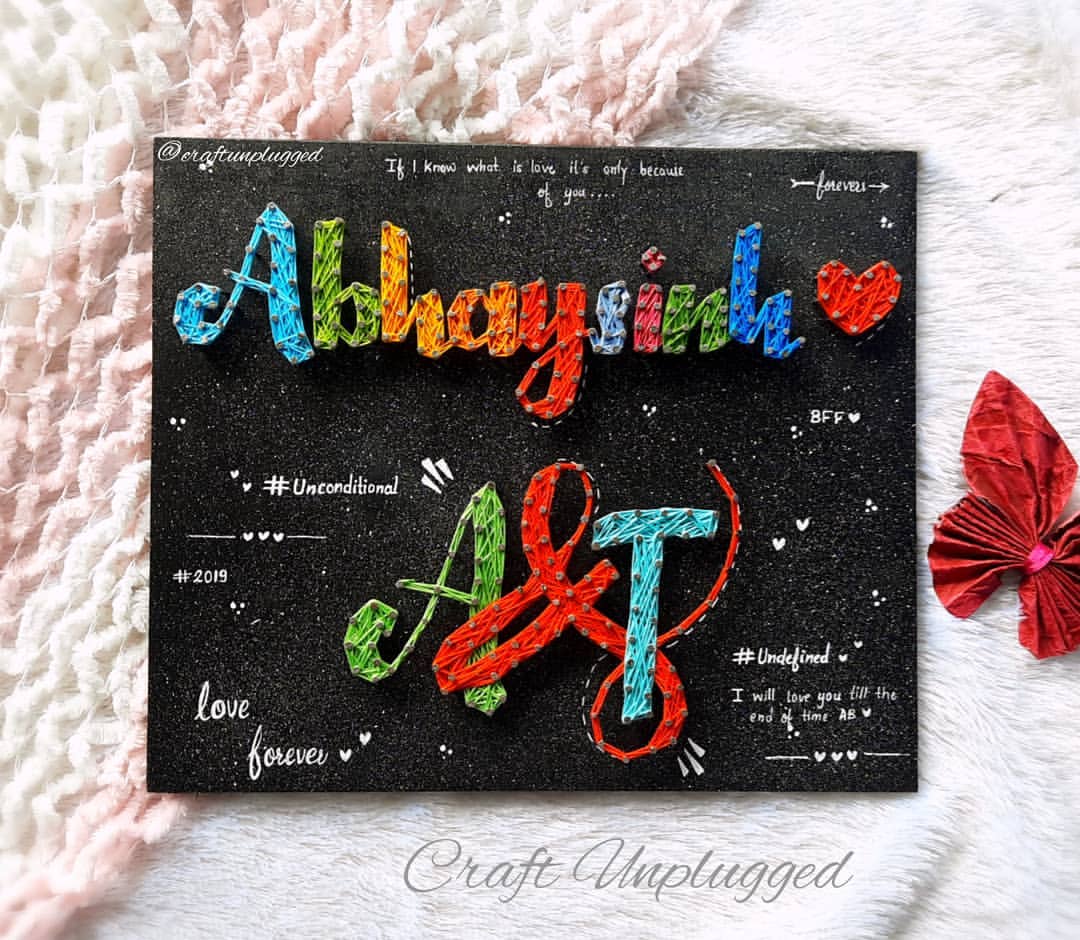 @craftunplugged
If I know what is love it's only because
of you....
forevers
Abhaysinh
BFF
#Unconditional
#2019
A&T
#Undefined
I will love you till the
end of time AB
love
forever
Craft Unplugged